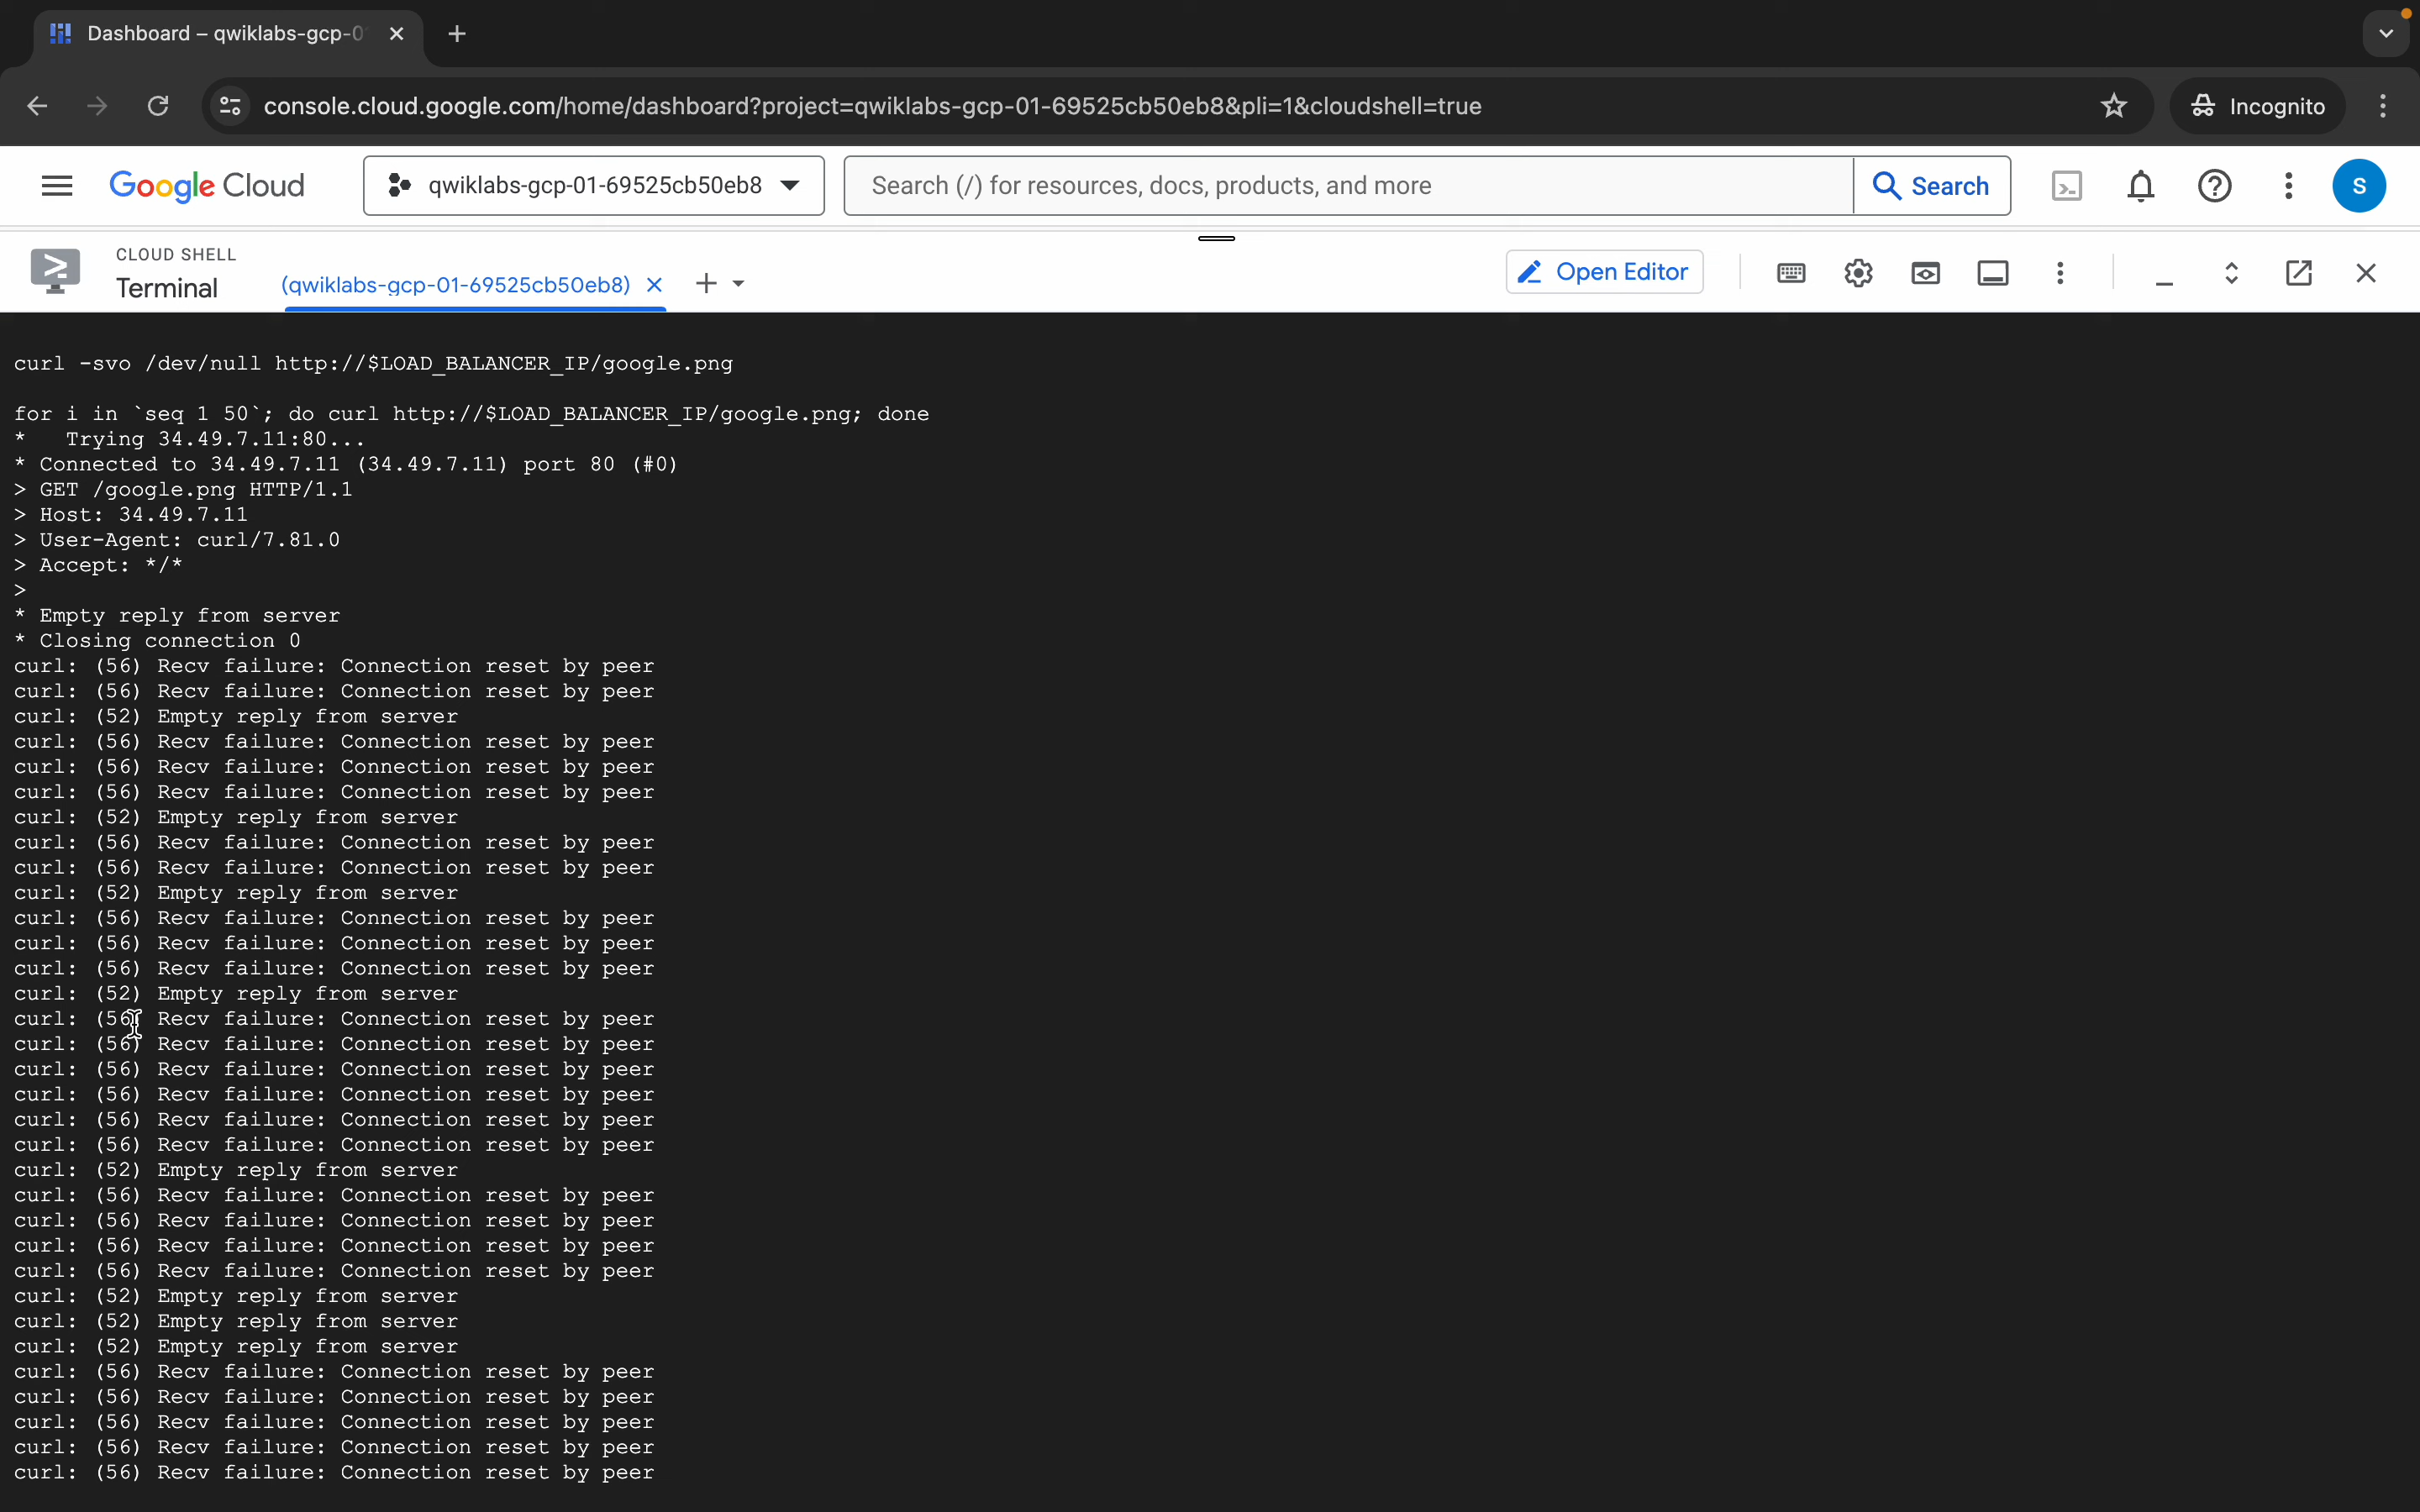 Dashboard – qwiklabs-gcp-0
console.cloud.google.com/home/dashboard?project=qwiklabs-gcp-01-69525cb50eb8&pli=1&cloudshell=true
Incognito
Google Cloud
qwiklabs-gcp-01-69525cb50eb8
Search (/) for resources, docs, products, and more
Search
S
CLOUD SHELL
Terminal
(qwiklabs-gcp-01-69525cb50eb8)
Open Editor
curl -svo /dev/null http://$LOAD_BALANCER_IP/google.png
for i in `seq 1 50`; do curl http://$LOAD_BALANCER_IP/google.png; done
*   Trying 34.49.7.11:80...
* Connected to 34.49.7.11 (34.49.7.11) port 80 (#0)
> GET /google.png HTTP/1.1
> Host: 34.49.7.11
> User-Agent: curl/7.81.0
> Accept: */*
>
* Empty reply from server
* Closing connection 0
curl: (56) Recv failure: Connection reset by peer
curl: (56) Recv failure: Connection reset by peer
curl: (52) Empty reply from server
curl: (56) Recv failure: Connection reset by peer
curl: (56) Recv failure: Connection reset by peer
curl: (56) Recv failure: Connection reset by peer
curl: (52) Empty reply from server
curl: (56) Recv failure: Connection reset by peer
curl: (56) Recv failure: Connection reset by peer
curl: (52) Empty reply from server
curl: (56) Recv failure: Connection reset by peer
curl: (56) Recv failure: Connection reset by peer
curl: (56) Recv failure: Connection reset by peer
curl: (52) Empty reply from server
curl: (56) Recv failure: Connection reset by peer
curl: (56) Recv failure: Connection reset by peer
curl: (56) Recv failure: Connection reset by peer
curl: (56) Recv failure: Connection reset by peer
curl: (56) Recv failure: Connection reset by peer
curl: (56) Recv failure: Connection reset by peer
curl: (52) Empty reply from server
curl: (56) Recv failure: Connection reset by peer
curl: (56) Recv failure: Connection reset by peer
curl: (56) Recv failure: Connection reset by peer
curl: (56) Recv failure: Connection reset by peer
curl: (52) Empty reply from server
curl: (52) Empty reply from server
curl: (52) Empty reply from server
curl: (56) Recv failure: Connection reset by peer
curl: (56) Recv failure: Connection reset by peer
curl: (56) Recv failure: Connection reset by peer
curl: (56) Recv failure: Connection reset by peer
curl: (56) Recv failure: Connection reset by peer